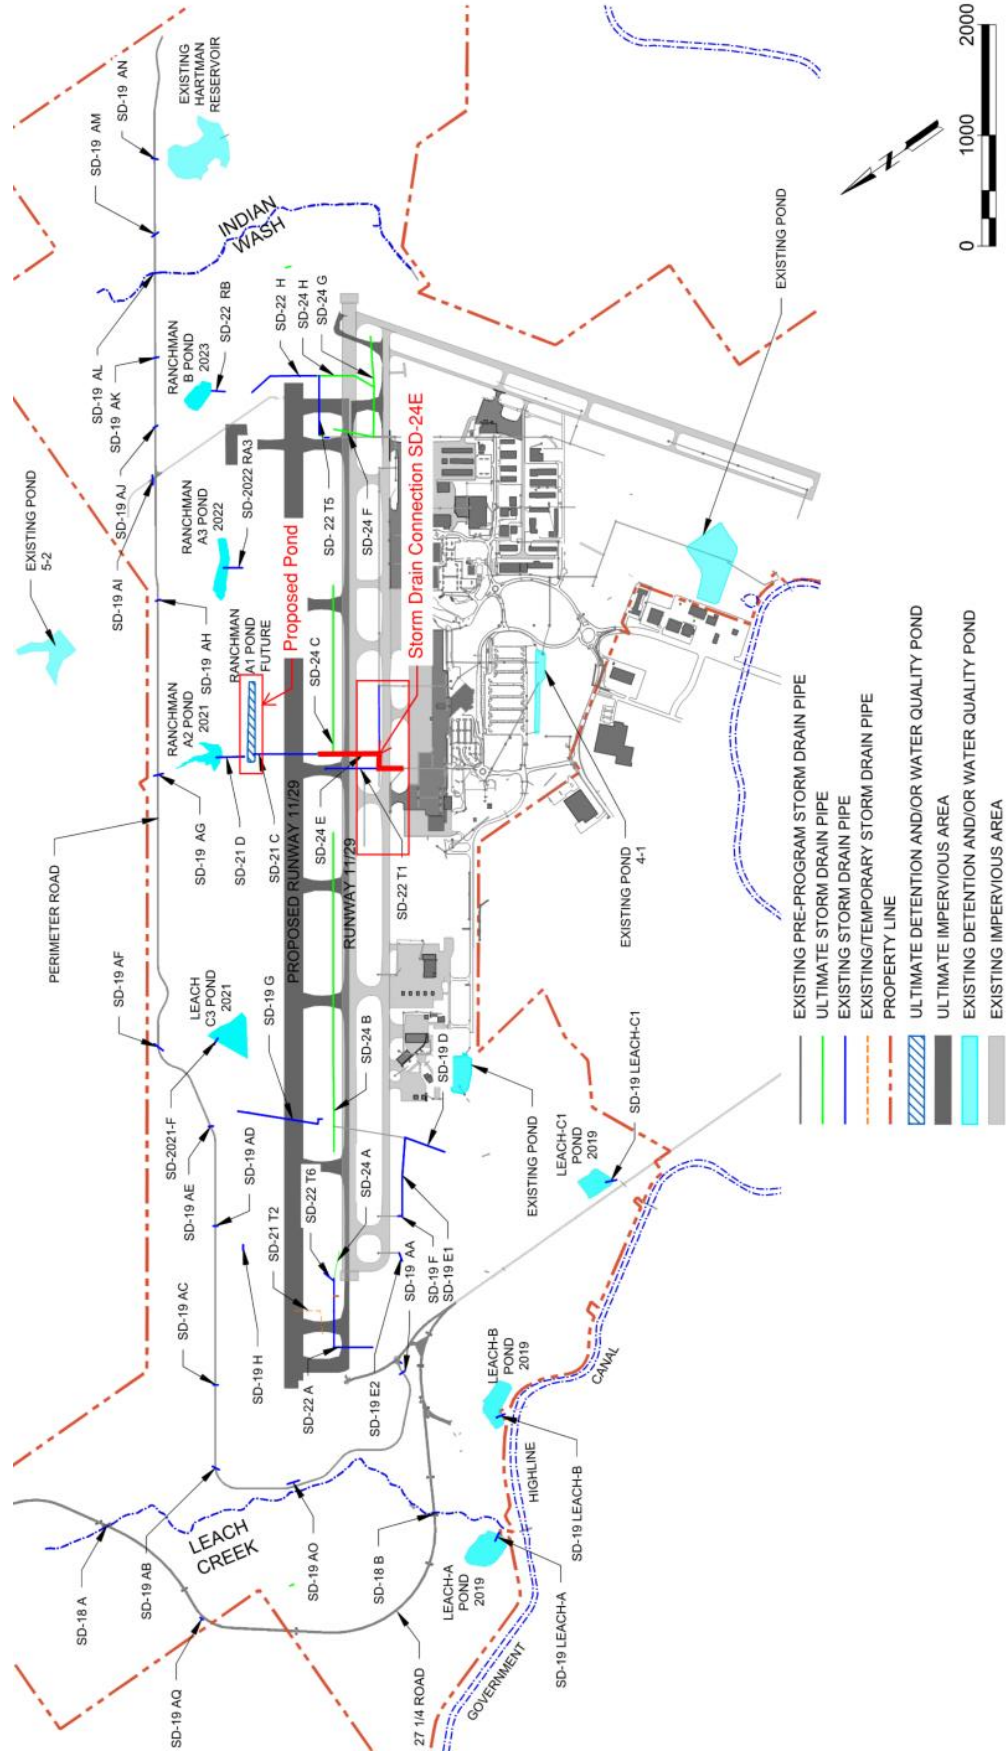 EXISTING POND
5-2
SD-19 AM
SD-19 AN
EXISTING
HARTMAN
RESERVOIR
INDIAN
WASH
SD-19 AL
SD-19 AK
SD-19 AJ
SD-19 AI
SD-19 AH
RANCHMAN
B POND
2023
SD-22 RB
RANCHMAN
A3 POND
2022
SD-2022 RA3
RANCHMAN
A1 POND
FUTURE
Proposed Pond
RANCHMAN
A2 POND
2021
SD-19 AG
SD-21 D
SD-21 C
PERIMETER ROAD
SD-19 AF
LEACH
C3 POND
2021
SD-2021-F
SD-19 AE
SD-19 AD
SD-19 AC
SD-19 H
SD-19 G
SD-21 T2
SD-22 T6
SD-24 A
SD-24 B
SD-24 C
SD-24 E
SD-22 T1
PROPOSED RUNWAY 11/29
RUNWAY 11/29
SD-22 H
SD-24 H
SD-24 G
SD- 22 T5
SD-24 F
Storm Drain Connection SD-24E
SD-19 D
SD-19 E1
SD-19 F
SD-19 AA
SD-19 E2
SD-22 A
SD-19 AO
SD-19 AB
SD-18 A
SD-19 AQ
LEACH
CREEK
SD-18 B
27 1/4 ROAD
LEACH-A
POND
2019
SD-19 LEACH-A
LEACH-B
POND
2019
SD-19 LEACH-B
LEACH-C1
POND
2019
SD-19 LEACH-C1
EXISTING POND
EXISTING POND
4-1
EXISTING POND
GOVERNMENT
HIGHLINE
CANAL
N
0
1000
2000
EXISTING PRE-PROGRAM STORM DRAIN PIPE
ULTIMATE STORM DRAIN PIPE
EXISTING STORM DRAIN PIPE
EXISTING/TEMPORARY STORM DRAIN PIPE
PROPERTY LINE
ULTIMATE DETENTION AND/OR WATER QUALITY POND
ULTIMATE IMPERVIOUS AREA
EXISTING DETENTION AND/OR WATER QUALITY POND
EXISTING IMPERVIOUS AREA